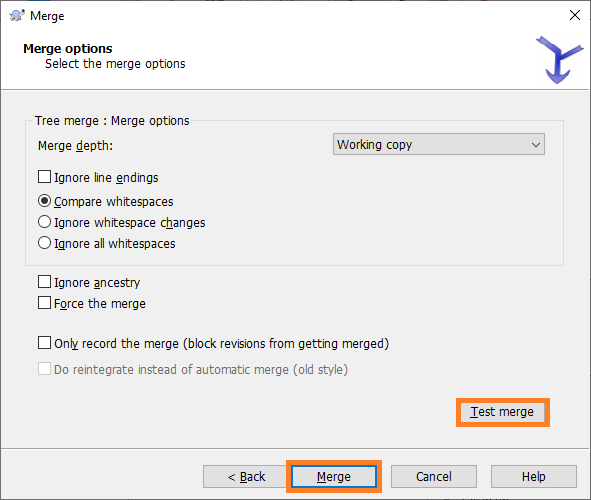 Merge
Merge options
Select the merge options
Tree merge : Merge options
Merge depth:
Working copy
Ignore line endings
Compare whitespaces
Ignore whitespace changes
Ignore all whitespaces
Ignore ancestry
Force the merge
Only record the merge (block revisions from getting merged)
Do reintegrate instead of automatic merge (old style)
Test merge
< Back
Merge
Cancel
Help